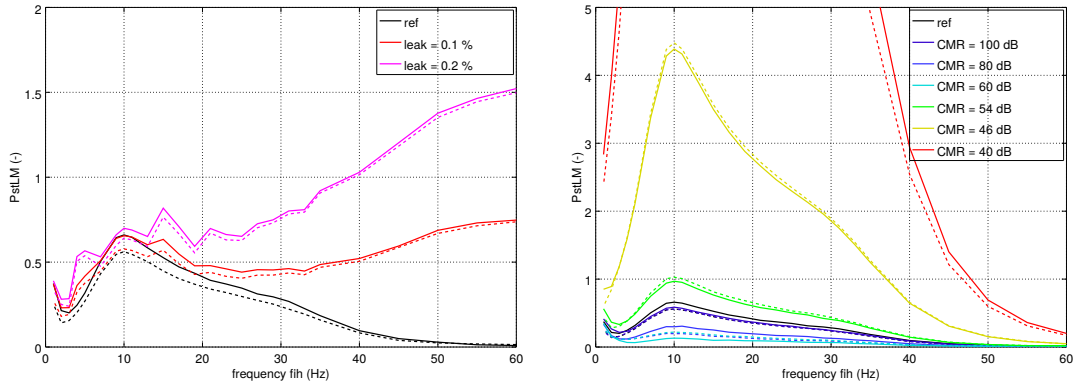 2
1.5
1
0.5
0
0 10 20 30 40 50 60
PstLM (-)
frequency fih (Hz)
ref
leak = 0.1 %
leak = 0.2 %
5
4
3
2
1
0
0 10 20 30 40 50 60
PstLM (-)
frequency fih (Hz)
ref
CMR = 100 dB
CMR = 80 dB
CMR = 60 dB
CMR = 54 dB
CMR = 46 dB
CMR = 40 dB